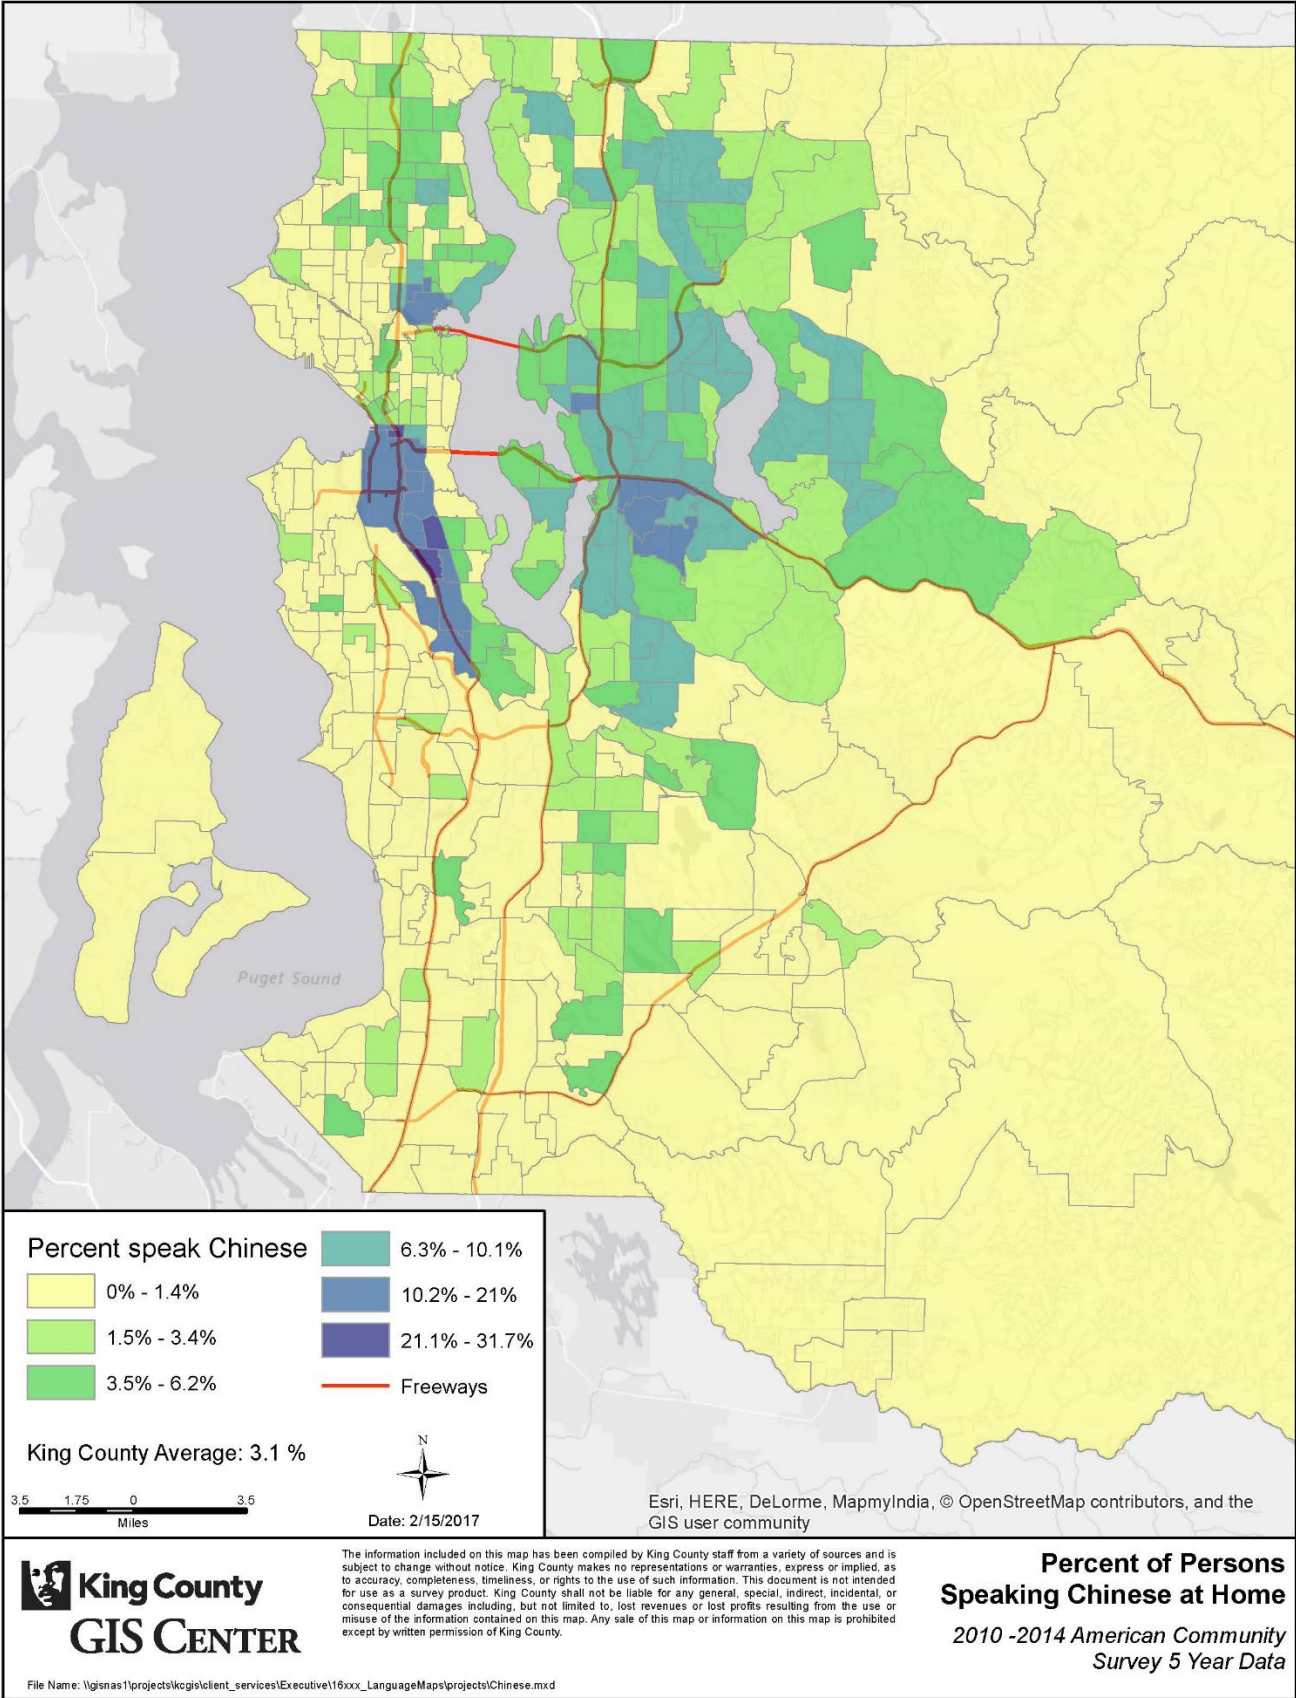 Puget Sound
Percent speak Chinese
0% - 1.4%
1.5% - 3.4%
3.5% - 6.2%
6.3% - 10.1%
10.2% - 21%
21.1% - 31.7%
Freeways
King County Average: 3.1 %
N
3.5 1.75 0 3.5
Miles
Date: 2/15/2017
Esri, HERE, DeLorme, MapmyIndia, © OpenStreetMap contributors, and the
GIS user community
King County
GIS CENTER
The information included on this map has been compiled by King County staff from a variety of sources and is
subject to change without notice. King County makes no representations or warranties, express or implied, as
to accuracy, completeness, timeliness, or rights to the use of such information. This document is not intended
for use as a survey product. King County shall not be liable for any general, special, indirect, incidental, or
consequential damages including, but not limited to, lost revenues or lost profits resulting from the use or
misuse of the information contained on this map. Any sale of this map or information on this map is prohibited
except by written permission of King County.
Percent of Persons
Speaking Chinese at Home
2010 -2014 American Community
Survey 5 Year Data
File Name: \\gisnas1\projects\kcgis\client_services\Executive\16xxx_LanguageMaps\projects\Chinese.mxd